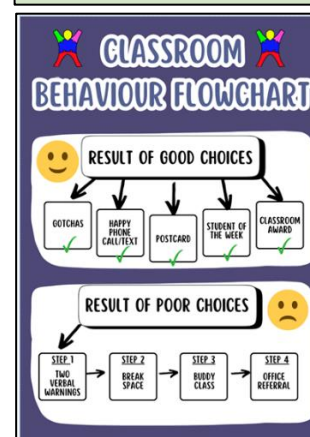 CLASSROOM
BEHAVIOUR FLOWCHART
RESULT OF GOOD CHOICES
GOTCHAS
HAPPY
PHONE
CALL/TEXT
POSTCARD
STUDENT OF
THE WEEK
CLASSROOM
AWARD
RESULT OF POOR CHOICES
STEP 1
TWO
VERBAL
WARNINGS
STEP 2
BREAK
SPACE
STEP 3
BUDDY
CLASS
STEP 4
OFFICE
REFERRAL